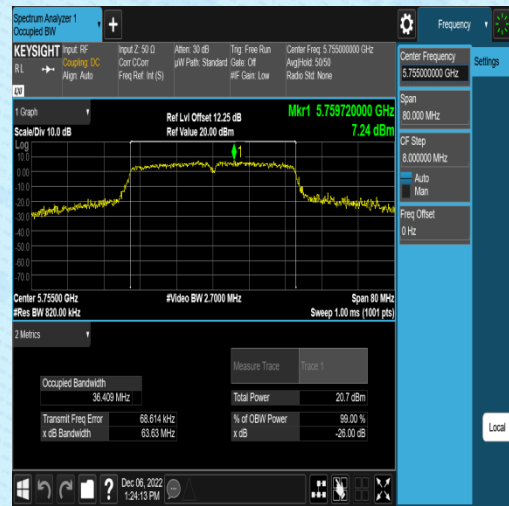 Spectrum Analyzer 1
Occupied BW
Frequency
KEYSIGHT
Input: RF
Coupling: DC
Align: Auto
Input Z: 50 Ω
Corr CCorr
Freq Ref: Int (S)
Atten: 30 dB
µW Path: Standard
Trig: Free Run
Gate: Off
#IF Gain: Low
Center Freq: 5.755000000 GHz
Avg|Hold: 50/50
Radio Std: None
RL
LXI
Center Frequency
5.755000000 GHz
Settings
Span
80.000 MHz
CF Step
8.000000 MHz
Auto
Man
Freq Offset
0 Hz
1 Graph
Scale/Div 10.0 dB
Ref Lvl Offset 12.25 dB
Ref Value 20.00 dBm
Mkr1 5.759720000 GHz
7.24 dBm
Log
10.0
0.00
-10.0
-20.0
-30.0
-40.0
-50.0
-60.0
-70.0
1
Center 5.75500 GHz
#Res BW 820.00 kHz
#Video BW 2.7000 MHz
Span 80 MHz
Sweep 1.00 ms (1001 pts)
2 Metrics
Measure Trace
Trace 1
Occupied Bandwidth
36.409 MHz
Total Power
20.7 dBm
Transmit Freq Error
68.614 kHz
% of OBW Power
99.00 %
x dB Bandwidth
63.63 MHz
x dB
-26.00 dB
Local
?
Dec 06, 2022
1:24:13 PM